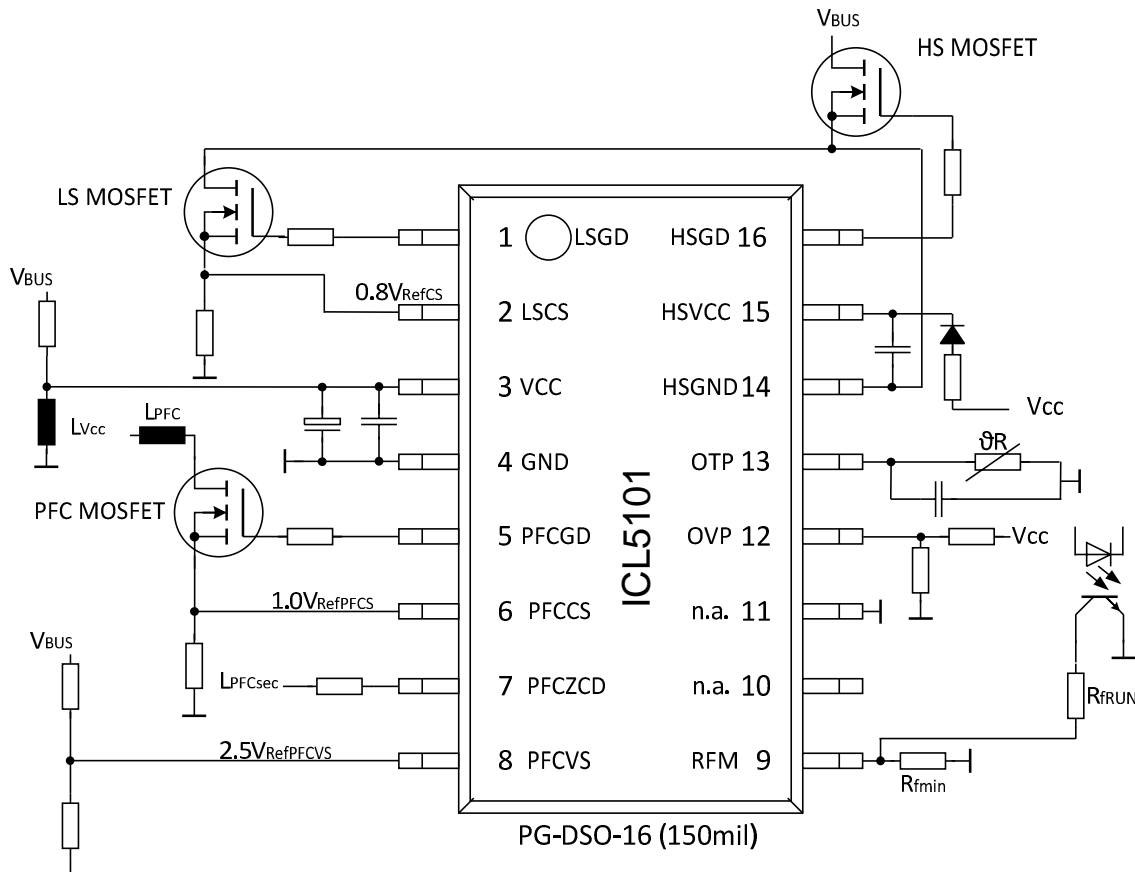 VBUS
HS MOSFET
LS MOSFET
1 LSGD
HSGD 16
VBUS
0.8VRefCS
2 LSCS
HSVCC 15
3 VCC
HSGND 14
Vcc
LVcc
LPFC
4 GND
OTP 13
ϑR
PFC MOSFET
5 PFCGD
OVP 12
Vcc
ICL5101
1.0VRefPFCS
6 PFCCS
n.a. 11
VBUS
LPFCsec
7 PFCZCD
n.a. 10
RfRUN
2.5VRefPFCVS
8 PFCVS
RFM 9
Rfmin
PG-DSO-16 (150mil)